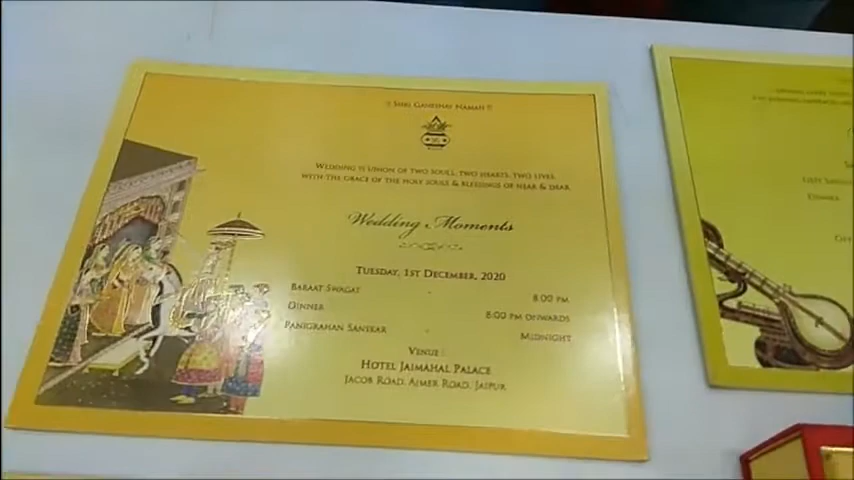 || Shri Ganeshay Namah ||
Wedding is union of two soull, two hearts, two lives
with the grace of the holy souls & blessings of near & dear
Wedding Moments
Tuesday, 1st December, 2020
Baraat Swagat 8:00 pm
Dinner 8:00 pm onwards
Panigrahan Sanskar Midnight
Venue
Hotel Jaimahal Palace
Jacob Road, Ajmer Road, Jaipur